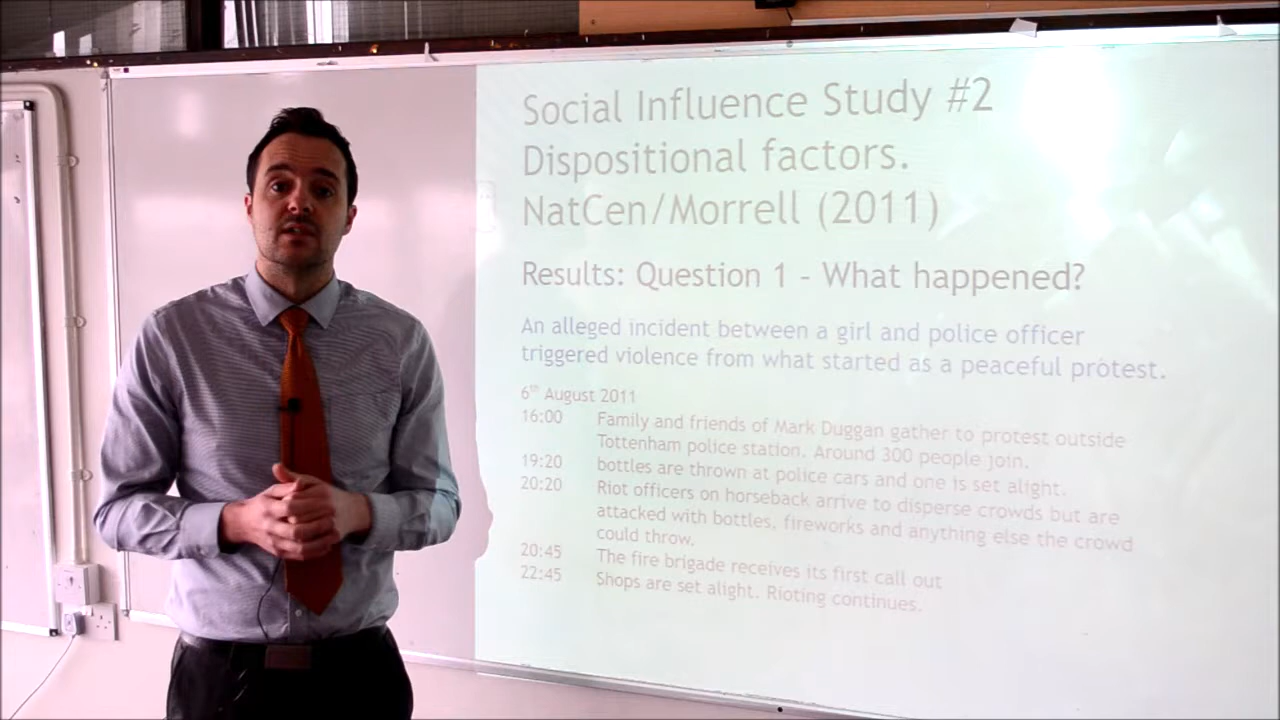 Social Influence Study #2
Dispositional factors.
NatCen/Morrell (2011)
Results: Question 1 – What happened?
An alleged incident between a girl and police officer
triggered violence from what started as a peaceful protest.
6th August 2011
16:00 Family and friends of Mark Duggan gather to protest outside
Tottenham police station. Around 300 people join.
19:20 bottles are thrown at police cars and one is set alight.
20:20 Riot officers on horseback arrive to disperse crowds but are
attacked with bottles, fireworks and anything else the crowd
could throw.
20:45 The fire brigade receives its first call out
22:45 Shops are set alight. Rioting continues.